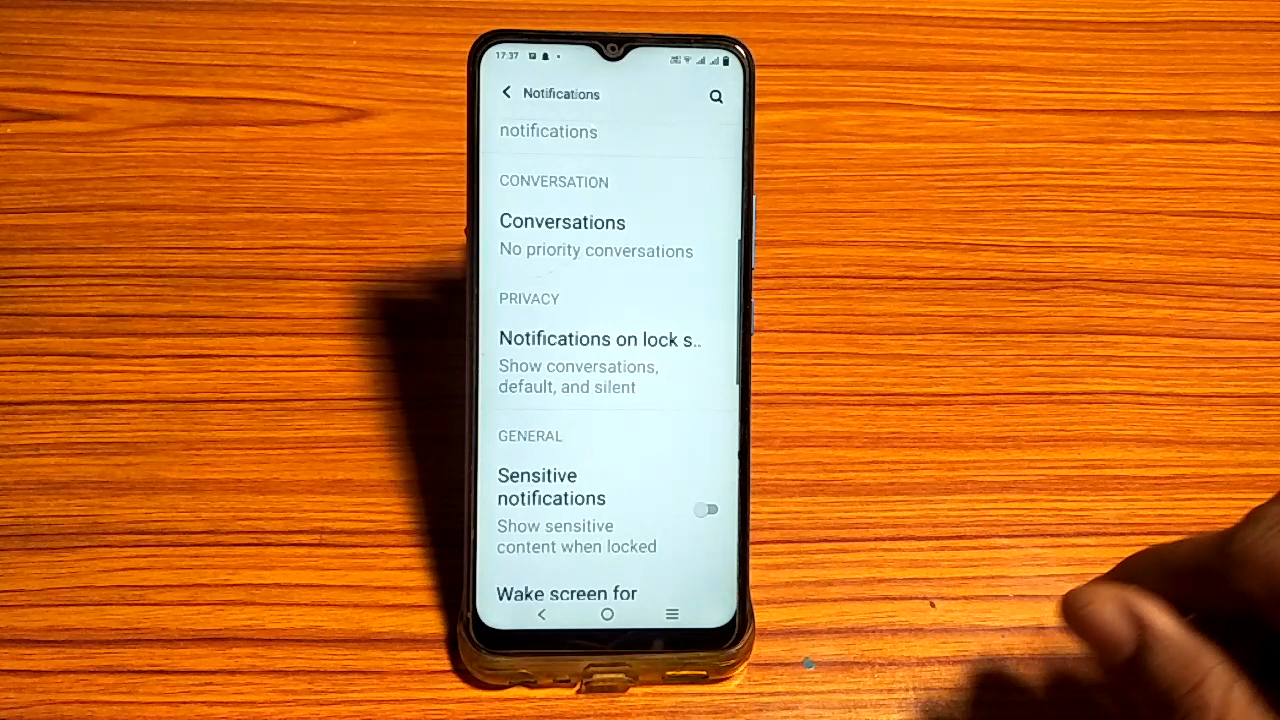 17:37
Notifications
notifications
CONVERSATION
Conversations
No priority conversations
PRIVACY
Notifications on lock s..
Show conversations,
default, and silent
GENERAL
Sensitive
notifications
Show sensitive
content when locked
Wake screen for